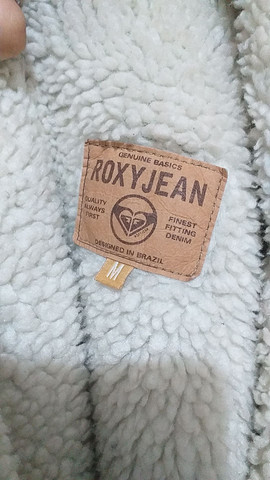 GENUINE BASICS
ROXYJEAN
QUALITY
ALWAYS
FIRST
FINEST
FITTING
DENIM
DESIGNED IN BRAZIL
M